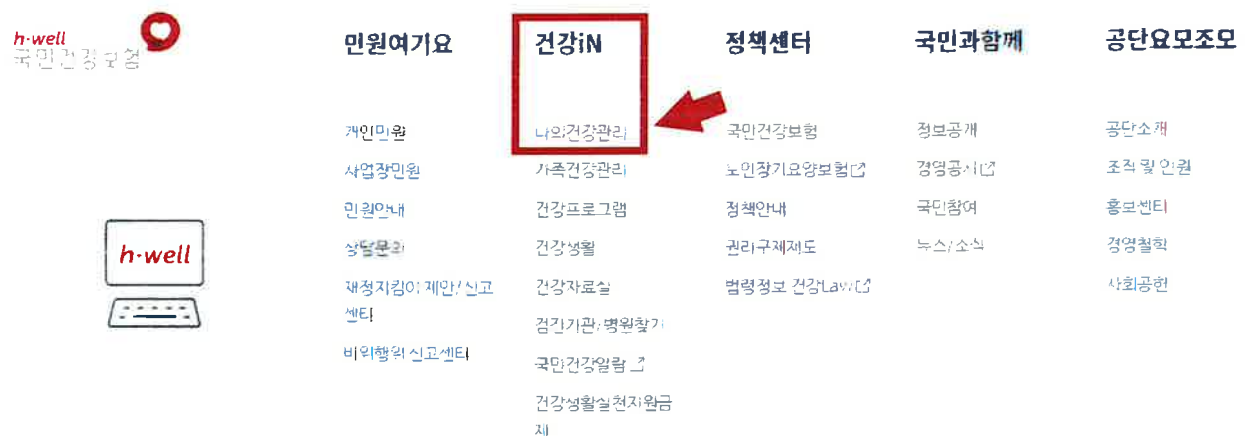 h·well
국민건강보험
민원여기요
개인민원
사업장민원
민원안내
상담문의
재정지킴이 제안/신고
센터
비위행위 신고센터
건강iN
나의건강관리
가족건강관리
건강프로그램
건강생활
건강자료실
검진기관/병원찾기
국민건강알람
건강생활실천지원금
제
정책센터
국민건강보험
노인장기요양보험
정책안내
권리구제제도
법령정보 건강Law
국민과함께
정보공개
경영공시
국민참여
뉴스/소식
공단요모조모
공단소개
조직 및 인원
홍보센터
경영철학
사회공헌
h·well